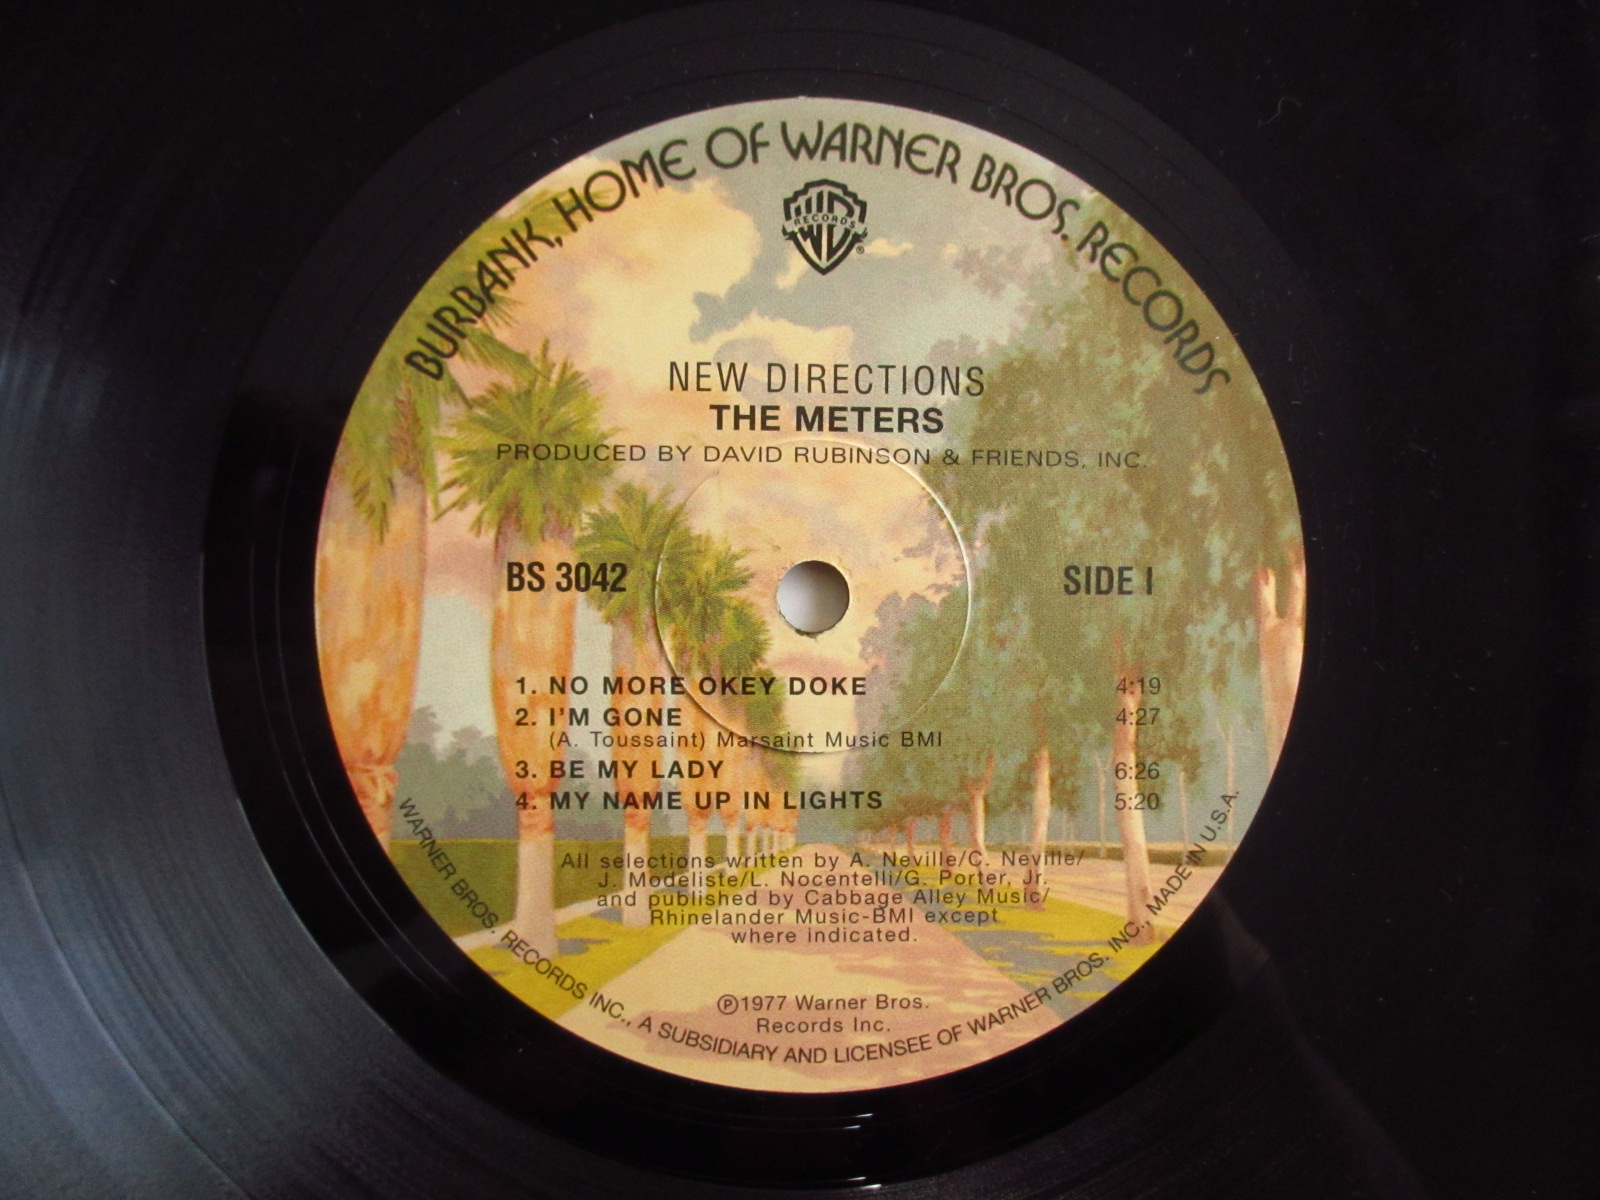 BURBANK, HOME OF WARNER BROS. RECORDS
RECORDS
®
NEW DIRECTIONS
THE METERS
PRODUCED BY DAVID RUBINSON & FRIENDS, INC.
BS 3042
SIDE I
1. NO MORE OKEY DOKE 4:19
2. I'M GONE 4:27
(A. Toussaint) Marsaint Music BMI
3. BE MY LADY 6:26
4. MY NAME UP IN LIGHTS 5:20
All selections written by A. Neville/C. Neville/
J. Modeliste/L. Nocentelli/G. Porter, Jr.
and published by Cabbage Alley Music/
Rhinelander Music-BMI except
where indicated.
℗1977 Warner Bros.
Records Inc.
WARNER BROS. RECORDS INC., A SUBSIDIARY AND LICENSEE OF WARNER BROS. INC., MADE IN U.S.A.